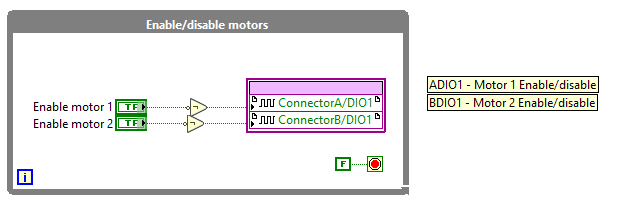 Enable/disable motors
Enable motor 1 TF ConnectorA/DIO1
Enable motor 2 TF ConnectorB/DIO1
F
i
ADIO1 - Motor 1 Enable/disable
BDIO1 - Motor 2 Enable/disable